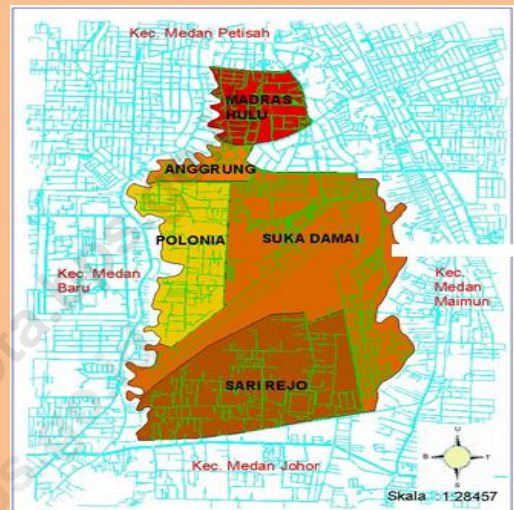 Kec. Medan Petisah
MADRAS
HULU
ANGGRUNG
POLONIA
SUKA DAMAI
Kec. Medan
Baru
Kec.
Medan
Maimun
SARI REJO
Kec. Medan Johor
U
B
T
S
Skala :1:28457